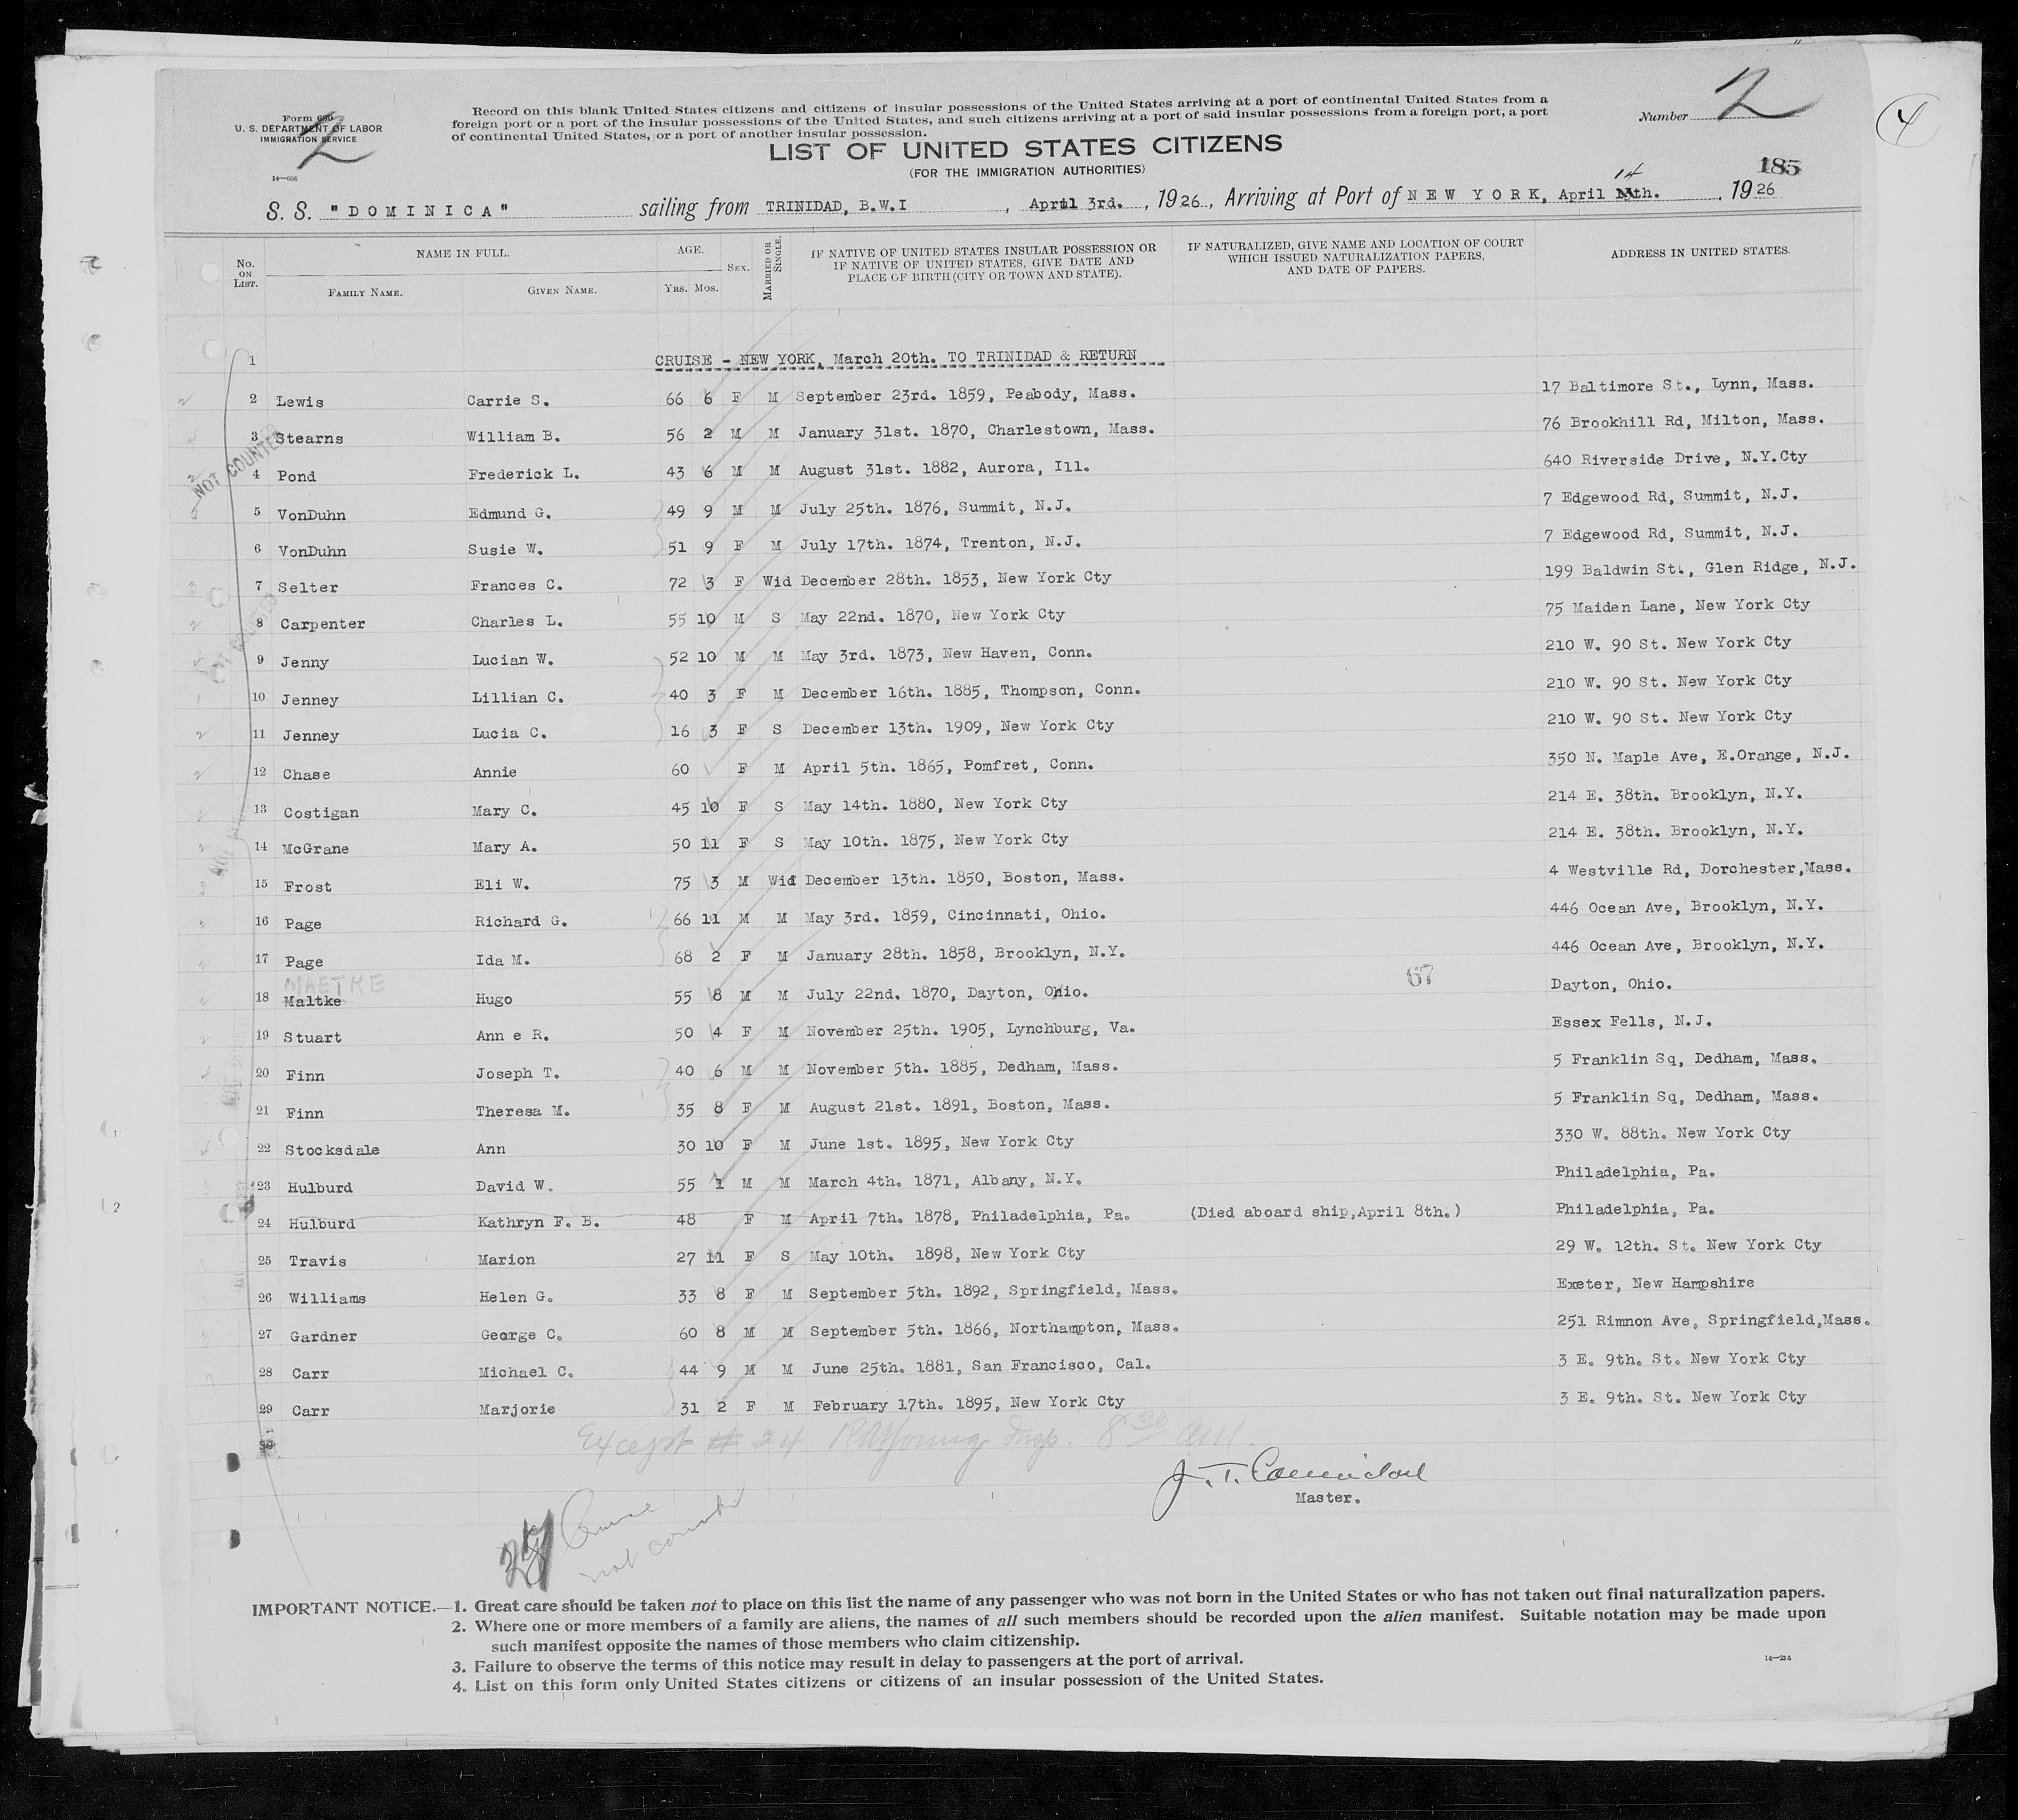 Form 630
U. S. DEPARTMENT OF LABOR
IMMIGRATION SERVICE
2
14—608
Record on this blank United States citizens and citizens of insular possessions of the United States arriving at a port of continental United States from a
foreign port or a port of the insular possessions of the United States, and such citizens arriving at a port of said insular possessions from a foreign port, a port
of continental United States, or a port of another insular possession.
Number 2
4
LIST OF UNITED STATES CITIZENS
(FOR THE IMMIGRATION AUTHORITIES)
185
14
S. S. "DOMINICA" sailing from TRINIDAD, B.W.I , April 3rd. , 1926, Arriving at Port of NEW YORK, April 13th. , 1926
No. ON LIST. NAME IN FULL. FAMILY NAME. GIVEN NAME. AGE. YRS. MOS. SEX. MARRIED OR SINGLE. IF NATIVE OF UNITED STATES INSULAR POSSESSION OR IF NATIVE OF UNITED STATES, GIVE DATE AND PLACE OF BIRTH (CITY OR TOWN AND STATE). IF NATURALIZED, GIVE NAME AND LOCATION OF COURT WHICH ISSUED NATURALIZATION PAPERS, AND DATE OF PAPERS. ADDRESS IN UNITED STATES.
1 CRUISE - NEW YORK, March 20th. TO TRINIDAD & RETURN
2 Lewis Carrie S. 66 6 F M September 23rd. 1859, Peabody, Mass. 17 Baltimore St., Lynn, Mass.
3 Stearns William B. 56 2 M M January 31st. 1870, Charlestown, Mass. 76 Brookhill Rd, Milton, Mass.
NOT COUNTED
4 Pond Frederick L. 43 6 M M August 31st. 1882, Aurora, Ill. 640 Riverside Drive, N.Y.Cty
5 VonDuhn Edmund G. 49 9 M M July 25th. 1876, Summit, N.J. 7 Edgewood Rd, Summit, N.J.
6 VonDuhn Susie W. 51 9 F M July 17th. 1874, Trenton, N.J. 7 Edgewood Rd, Summit, N.J.
7 Selter Frances C. 72 3 F Wid December 28th. 1853, New York Cty 199 Baldwin St., Glen Ridge, N.J.
8 Carpenter Charles L. 55 10 M S May 22nd. 1870, New York Cty 75 Maiden Lane, New York Cty
9 Jenny Lucian W. 52 10 M M May 3rd. 1873, New Haven, Conn. 210 W. 90 St. New York Cty
10 Jenney Lillian C. 40 3 F M December 16th. 1885, Thompson, Conn. 210 W. 90 St. New York Cty
11 Jenney Lucia C. 16 3 F S December 13th. 1909, New York Cty 210 W. 90 St. New York Cty
12 Chase Annie 60 F M April 5th. 1865, Pomfret, Conn. 350 N. Maple Ave, E.Orange, N.J.
13 Costigan Mary C. 45 10 F S May 14th. 1880, New York Cty 214 E. 38th. Brooklyn, N.Y.
14 McGrane Mary A. 50 11 F S May 10th. 1875, New York Cty 214 E. 38th. Brooklyn, N.Y.
15 Frost Eli W. 75 3 M Wid December 13th. 1850, Boston, Mass. 4 Westville Rd, Dorchester,Mass.
16 Page Richard G. 66 11 M M May 3rd. 1859, Cincinnati, Ohio. 446 Ocean Ave, Brooklyn, N.Y.
17 Page Ida M. 68 2 F M January 28th. 1858, Brooklyn, N.Y. 446 Ocean Ave, Brooklyn, N.Y.
MAETKE
67
18 Maltke Hugo 55 8 M M July 22nd. 1870, Dayton, Ohio. Dayton, Ohio.
19 Stuart Ann e R. 50 4 F M November 25th. 1905, Lynchburg, Va. Essex Fells, N.J.
20 Finn Joseph T. 40 6 M M November 5th. 1885, Dedham, Mass. 5 Franklin Sq, Dedham, Mass.
21 Finn Theresa M. 35 8 F M August 21st. 1891, Boston, Mass. 5 Franklin Sq, Dedham, Mass.
22 Stocksdale Ann 30 10 F M June 1st. 1895, New York Cty 330 W. 88th. New York Cty
23 Hulburd David W. 55 1 M M March 4th. 1871, Albany, N.Y. Philadelphia, Pa.
24 Hulburd Kathryn F. B. 48 F M April 7th. 1878, Philadelphia, Pa. (Died aboard ship,April 8th.) Philadelphia, Pa.
25 Travis Marion 27 11 F S May 10th. 1898, New York Cty 29 W. 12th. St. New York Cty
26 Williams Helen G. 33 8 F M September 5th. 1892, Springfield, Mass. Exeter, New Hampshire
27 Gardner George C. 60 8 M M September 5th. 1866, Northampton, Mass. 251 Rimnon Ave, Springfield,Mass.
28 Carr Michael C. 44 9 M M June 25th. 1881, San Francisco, Cal. 3 E. 9th. St. New York Cty
29 Carr Marjorie 31 2 F M February 17th. 1895, New York Cty 3 E. 9th. St. New York Cty
30
Except # 24 Insp. 8 30 am.
J. T.
Master.
Cruise
not counted
IMPORTANT NOTICE.—1. Great care should be taken not to place on this list the name of any passenger who was not born in the United States or who has not taken out final naturalization papers.
2. Where one or more members of a family are aliens, the names of all such members should be recorded upon the alien manifest. Suitable notation may be made upon
such manifest opposite the names of those members who claim citizenship.
3. Failure to observe the terms of this notice may result in delay to passengers at the port of arrival.
14—214
4. List on this form only United States citizens or citizens of an insular possession of the United States.